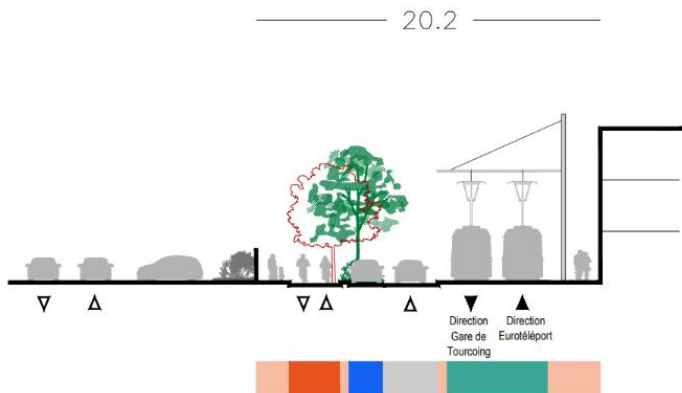 20.2
Direction
Gare de
Tourcoing
Direction
Eurotéléport